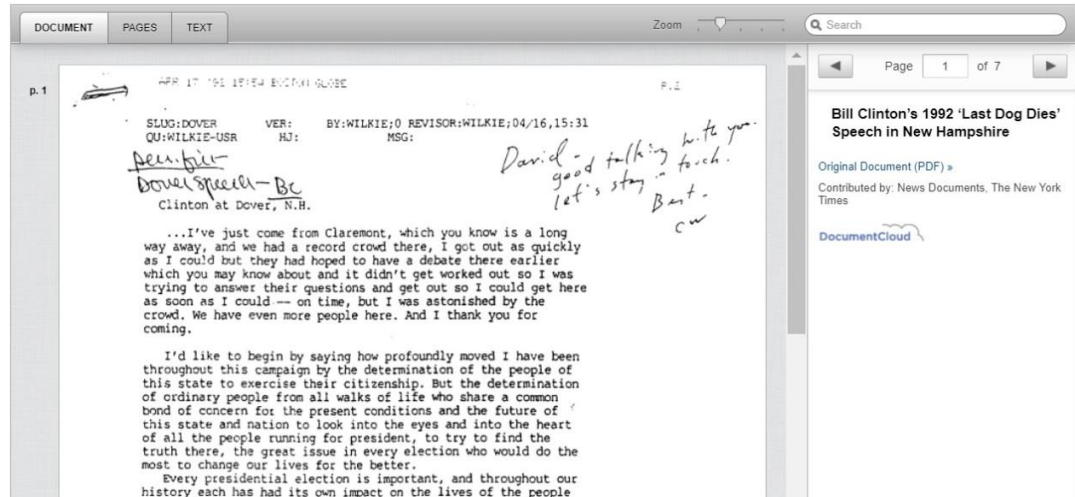 DOCUMENT PAGES TEXT Zoom Search
p. 1
APR 17 '92 15:54 BOSTON GLOBE P.2
SLUG:DOVER VER: BY:WILKIE;0 REVISOR:WILKIE;04/16,15:31
QU:WILKIE-USR HJ: MSG:
David -
good talking with you.
let's stay in touch.
Best -
cw
Dover Speech - BC
Clinton at Dover, N.H.
...I've just come from Claremont, which you know is a long
way away, and we had a record crowd there, I got out as quickly
as I could but they had hoped to have a debate there earlier
which you may know about and it didn't get worked out so I was
trying to answer their questions and get out so I could get here
as soon as I could -- on time, but I was astonished by the
crowd. We have even more people here. And I thank you for
coming.
I'd like to begin by saying how profoundly moved I have been
throughout this campaign by the determination of the people of
this state to exercise their citizenship. But the determination
of ordinary people from all walks of life who share a common
bond of concern for the present conditions and the future of
this state and nation to look into the eyes and into the heart
of all the people running for president, to try to find the
truth there, the great issue in every election who would do the
most to change our lives for the better.
Every presidential election is important, and throughout our
history each has had its own impact on the lives of the people
Page 1 of 7
Bill Clinton's 1992 ‘Last Dog Dies’
Speech in New Hampshire
Original Document (PDF) »
Contributed by: News Documents, The New York
Times
DocumentCloud